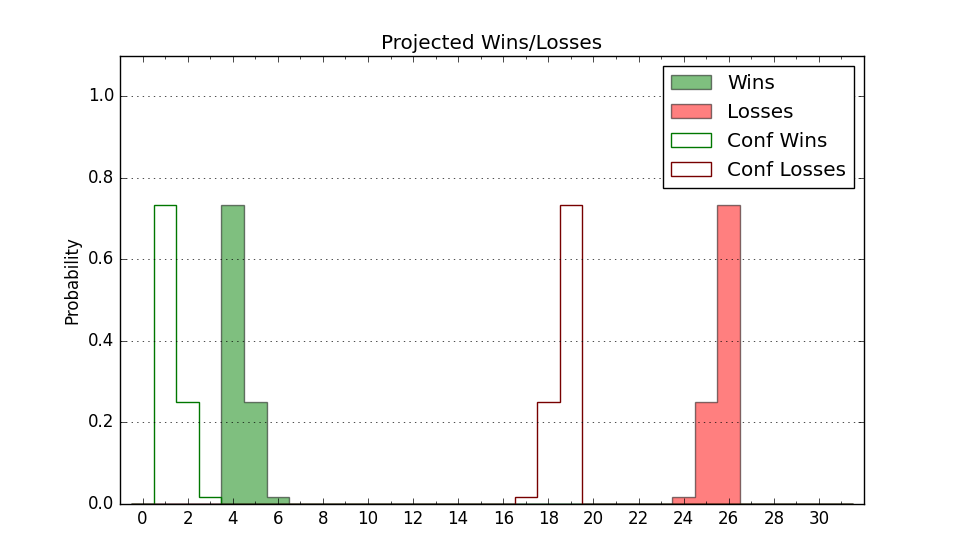 Projected Wins/Losses
Wins
Losses
Conf Wins
Conf Losses
Probability
1.0
0.8
0.6
0.4
0.2
0.0
0 2 4 6 8 10 12 14 16 18 20 22 24 26 28 30